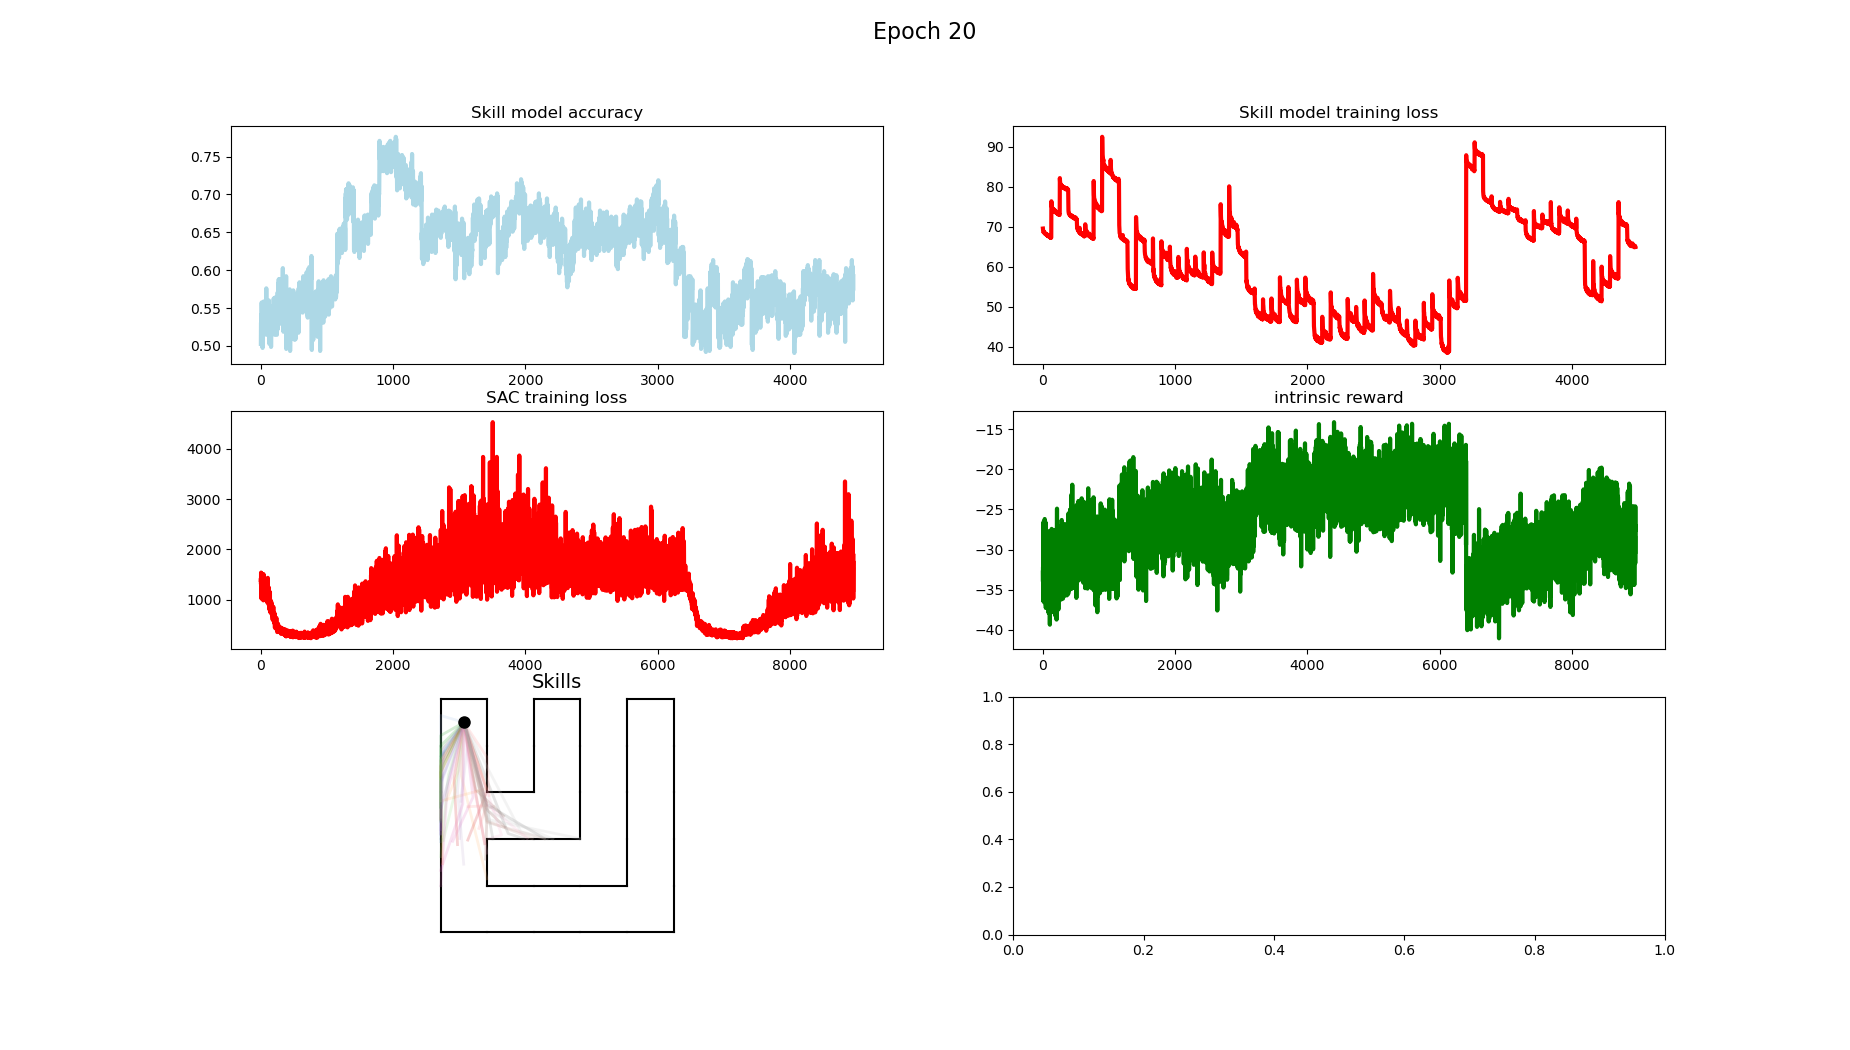 Epoch 20
Skill model accuracy
0.75
0.70
0.65
0.60
0.55
0.50
0 1000 2000 3000 4000
Skill model training loss
90
80
70
60
50
40
0 1000 2000 3000 4000
SAC training loss
4000
3000
2000
1000
0 2000 4000 6000 8000
intrinsic reward
−15
−20
−25
−30
−35
−40
0 2000 4000 6000 8000
Skills
1.0
0.8
0.6
0.4
0.2
0.0
0.0 0.2 0.4 0.6 0.8 1.0